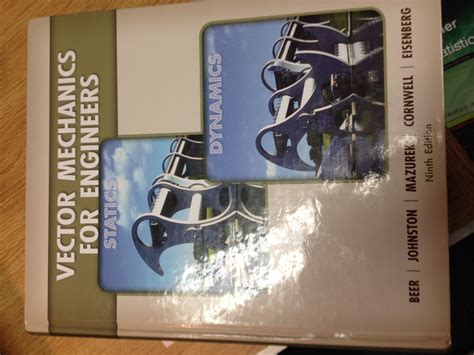 VECTOR MECHANICS
FOR ENGINEERS
STATICS
DYNAMICS
BEER | JOHNSTON | MAZUREK | CORNWELL | EISENBERG
Ninth Edition